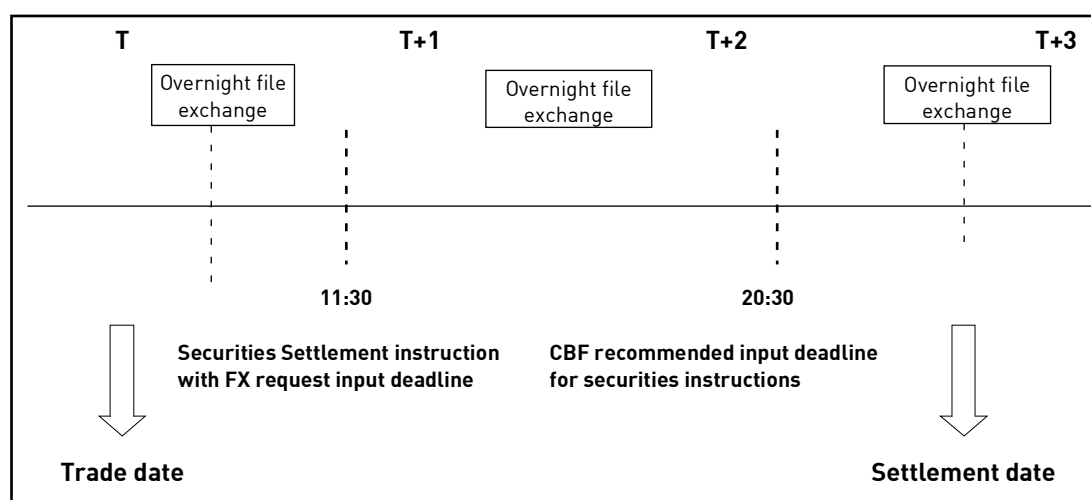 T
T+1
T+2
T+3
Overnight file
exchange
Overnight file
exchange
Overnight file
exchange
11:30
20:30
Securities Settlement instruction
with FX request input deadline
CBF recommended input deadline
for securities instructions
Trade date
Settlement date